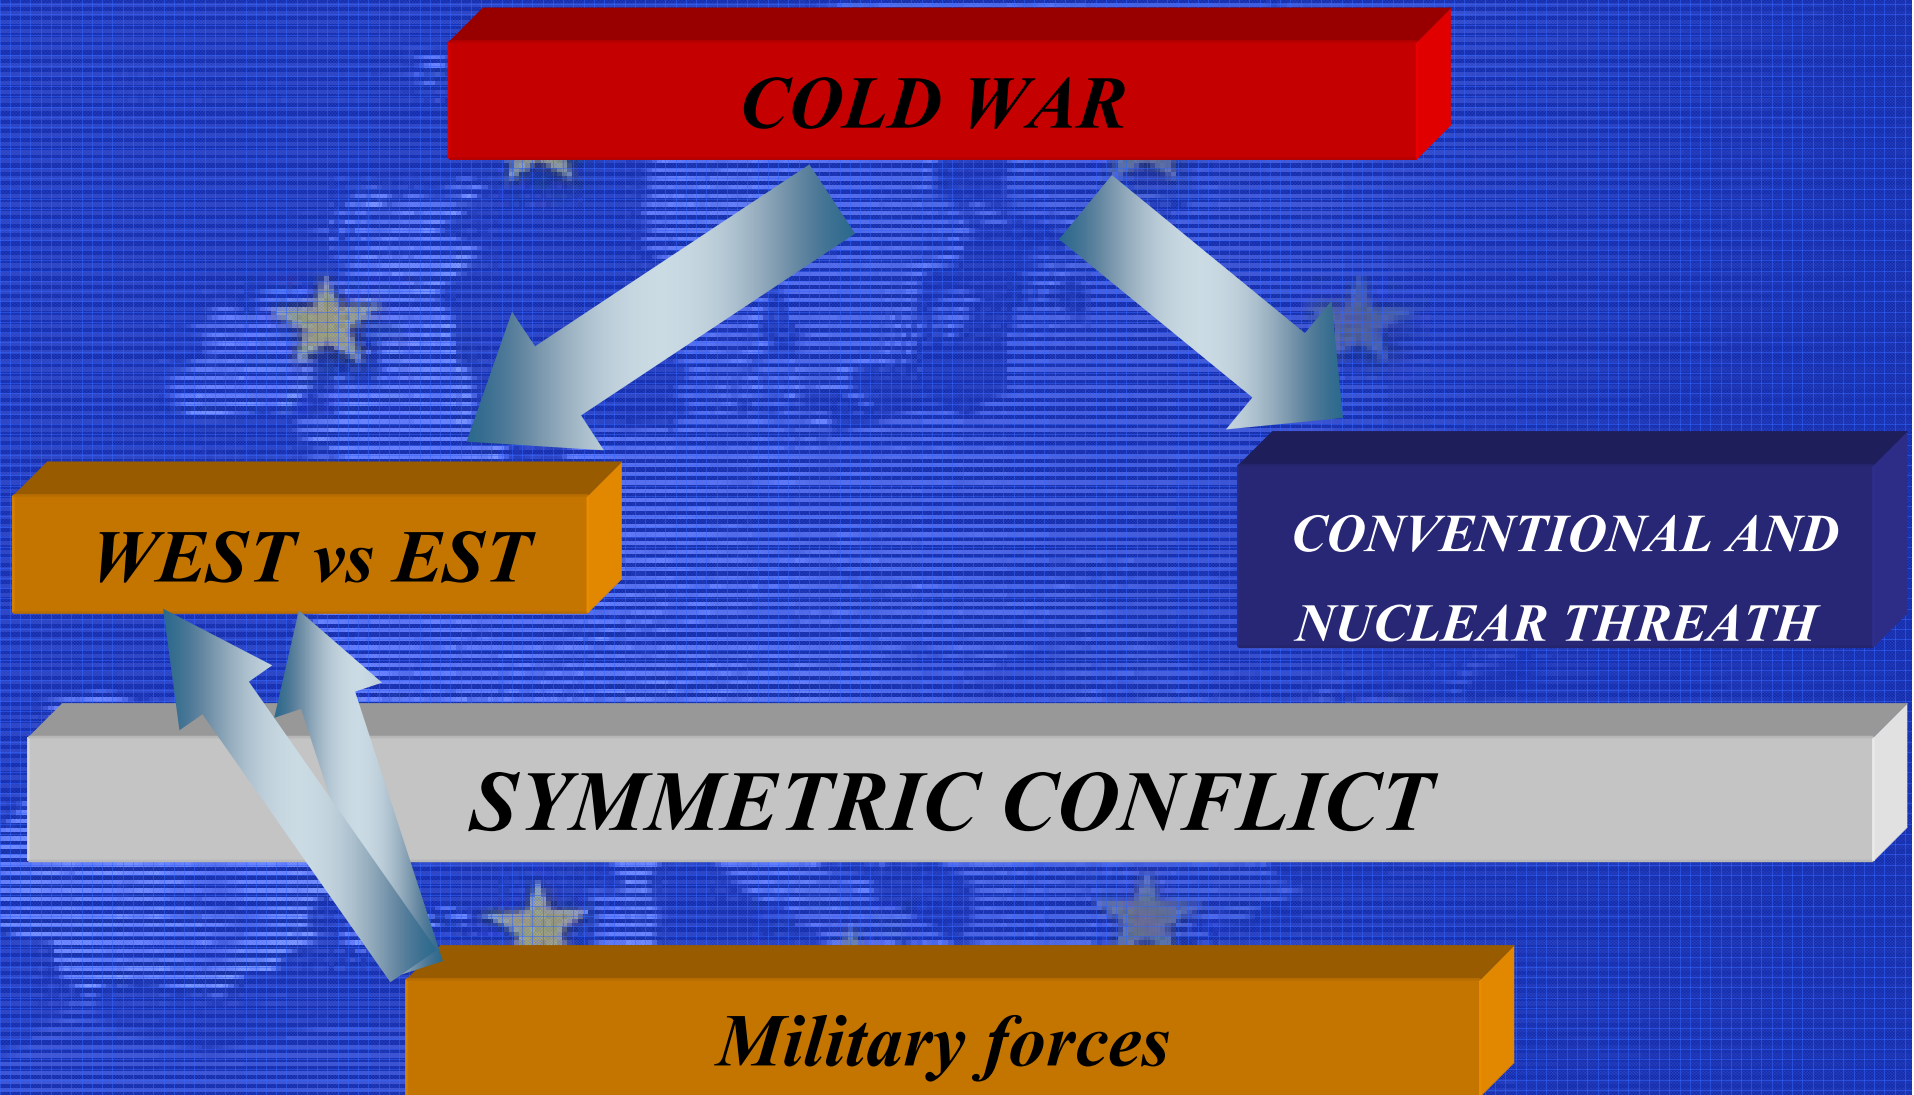 COLD WAR
WEST vs EST
CONVENTIONAL AND
NUCLEAR THREATH
SYMMETRIC CONFLICT
Military forces